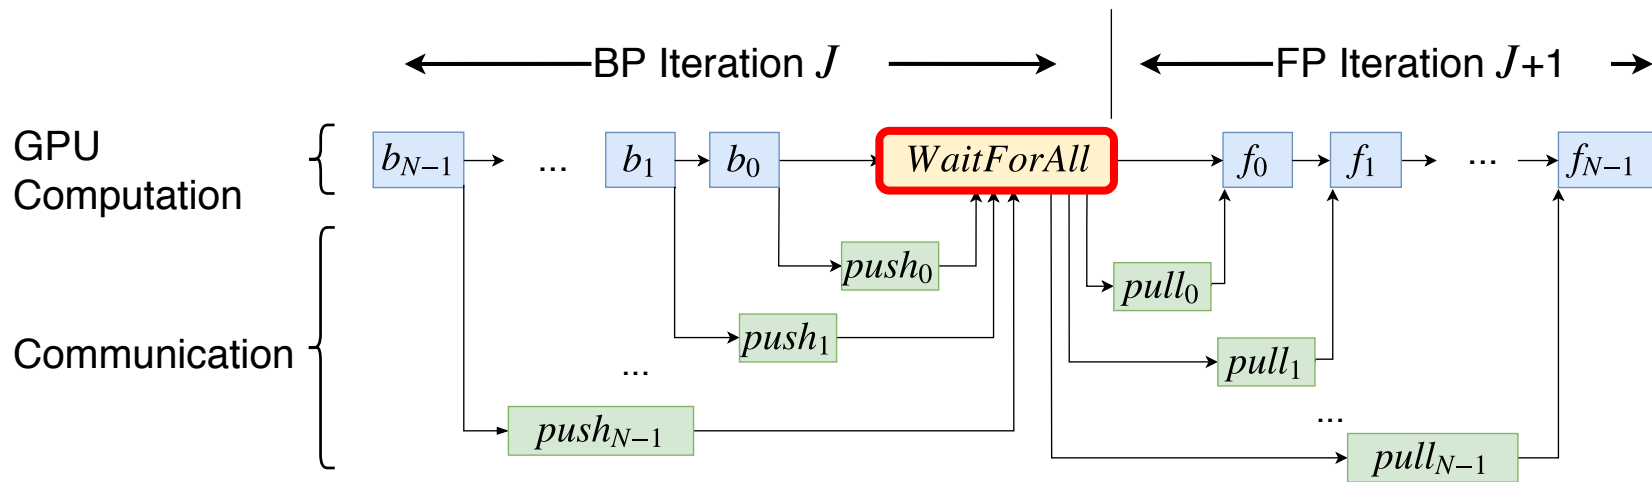 BP Iteration J
FP Iteration J+1
GPU
Computation
b_{N−1} ... b_1 b_0 WaitForAll f_0 f_1 ... f_{N−1}
push_0
pull_0
Communication
push_1
pull_1
...
...
push_{N−1}
pull_{N−1}